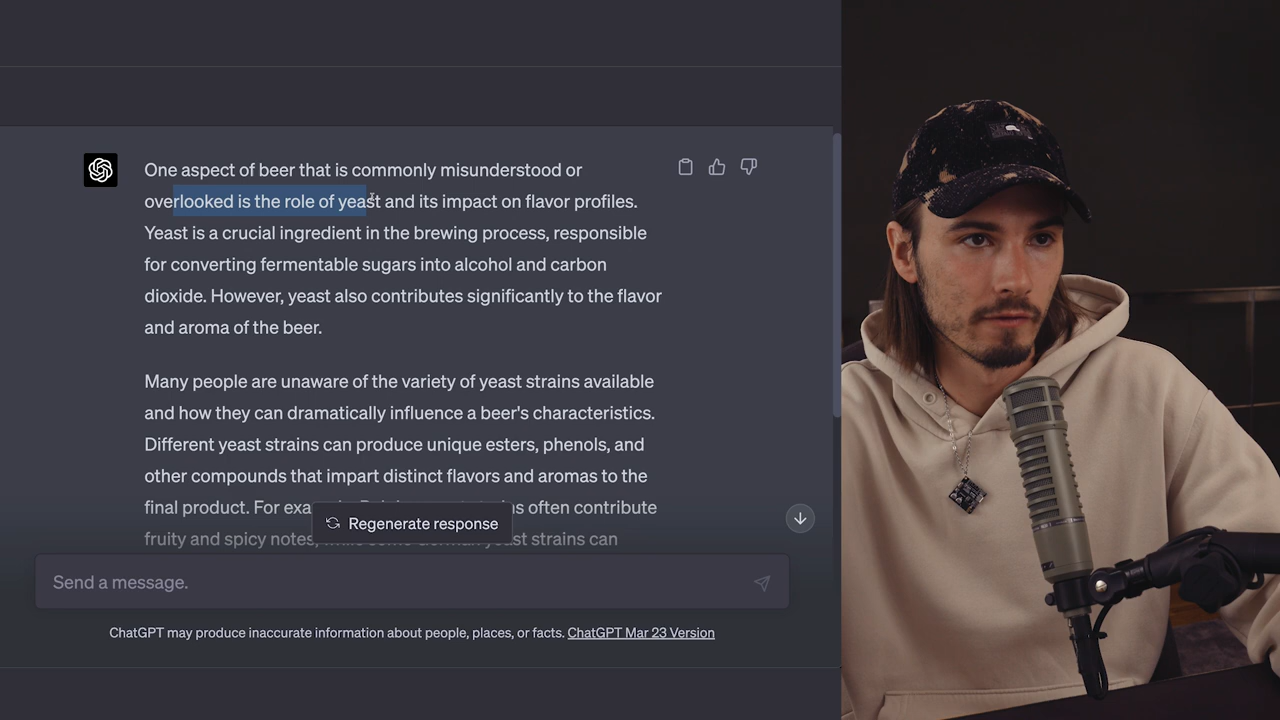 One aspect of beer that is commonly misunderstood or
overlooked is the role of yeast and its impact on flavor profiles.
Yeast is a crucial ingredient in the brewing process, responsible
for converting fermentable sugars into alcohol and carbon
dioxide. However, yeast also contributes significantly to the flavor
and aroma of the beer.
Many people are unaware of the variety of yeast strains available
and how they can dramatically influence a beer's characteristics.
Different yeast strains can produce unique esters, phenols, and
other compounds that impart distinct flavors and aromas to the
final product. For often contribute
Regenerate response
fruity and spicy notes, yeast strains can
Send a message.
ChatGPT may produce inaccurate information about people, places, or facts. ChatGPT Mar 23 Version